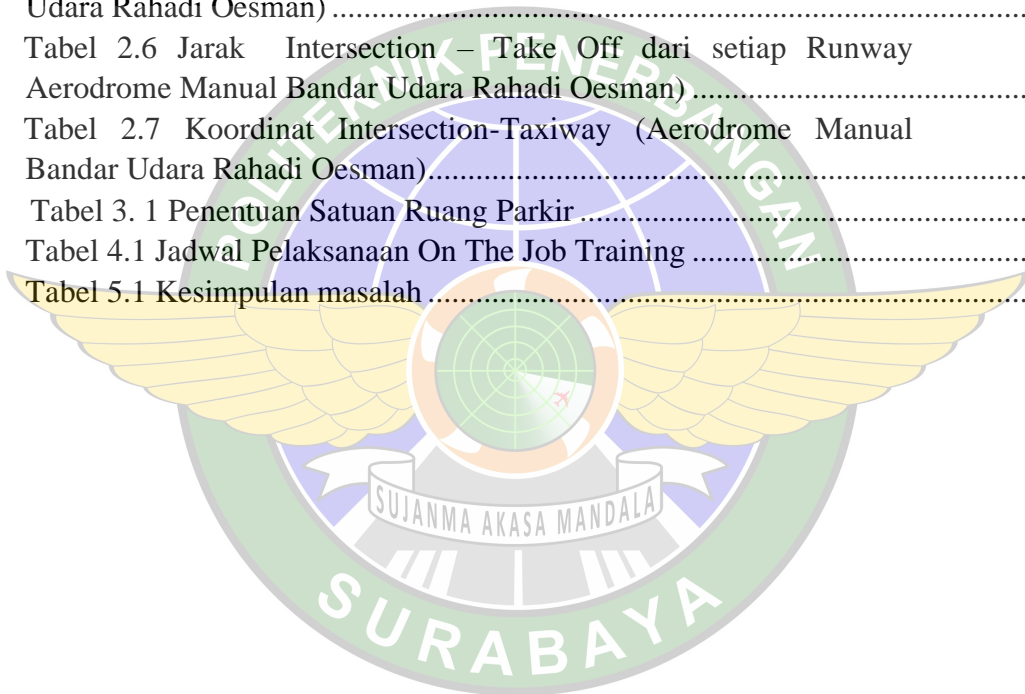 Udara Rahadi Oesman) ........................................................................
Tabel 2.6 Jarak Intersection – Take Off dari setiap Runway
Aerodrome Manual Bandar Udara Rahadi Oesman) ....................................
Tabel 2.7 Koordinat Intersection-Taxiway (Aerodrome Manual
Bandar Udara Rahadi Oesman)................................................................
Tabel 3. 1 Penentuan Satuan Ruang Parkir ................................................
Tabel 4.1 Jadwal Pelaksanaan On The Job Training ....................................
Tabel 5.1 Kesimpulan masalah ................................................................
POLITEKNIK PENERBANGAN
SUJANMA AKASA MANDALA
SURABAYA